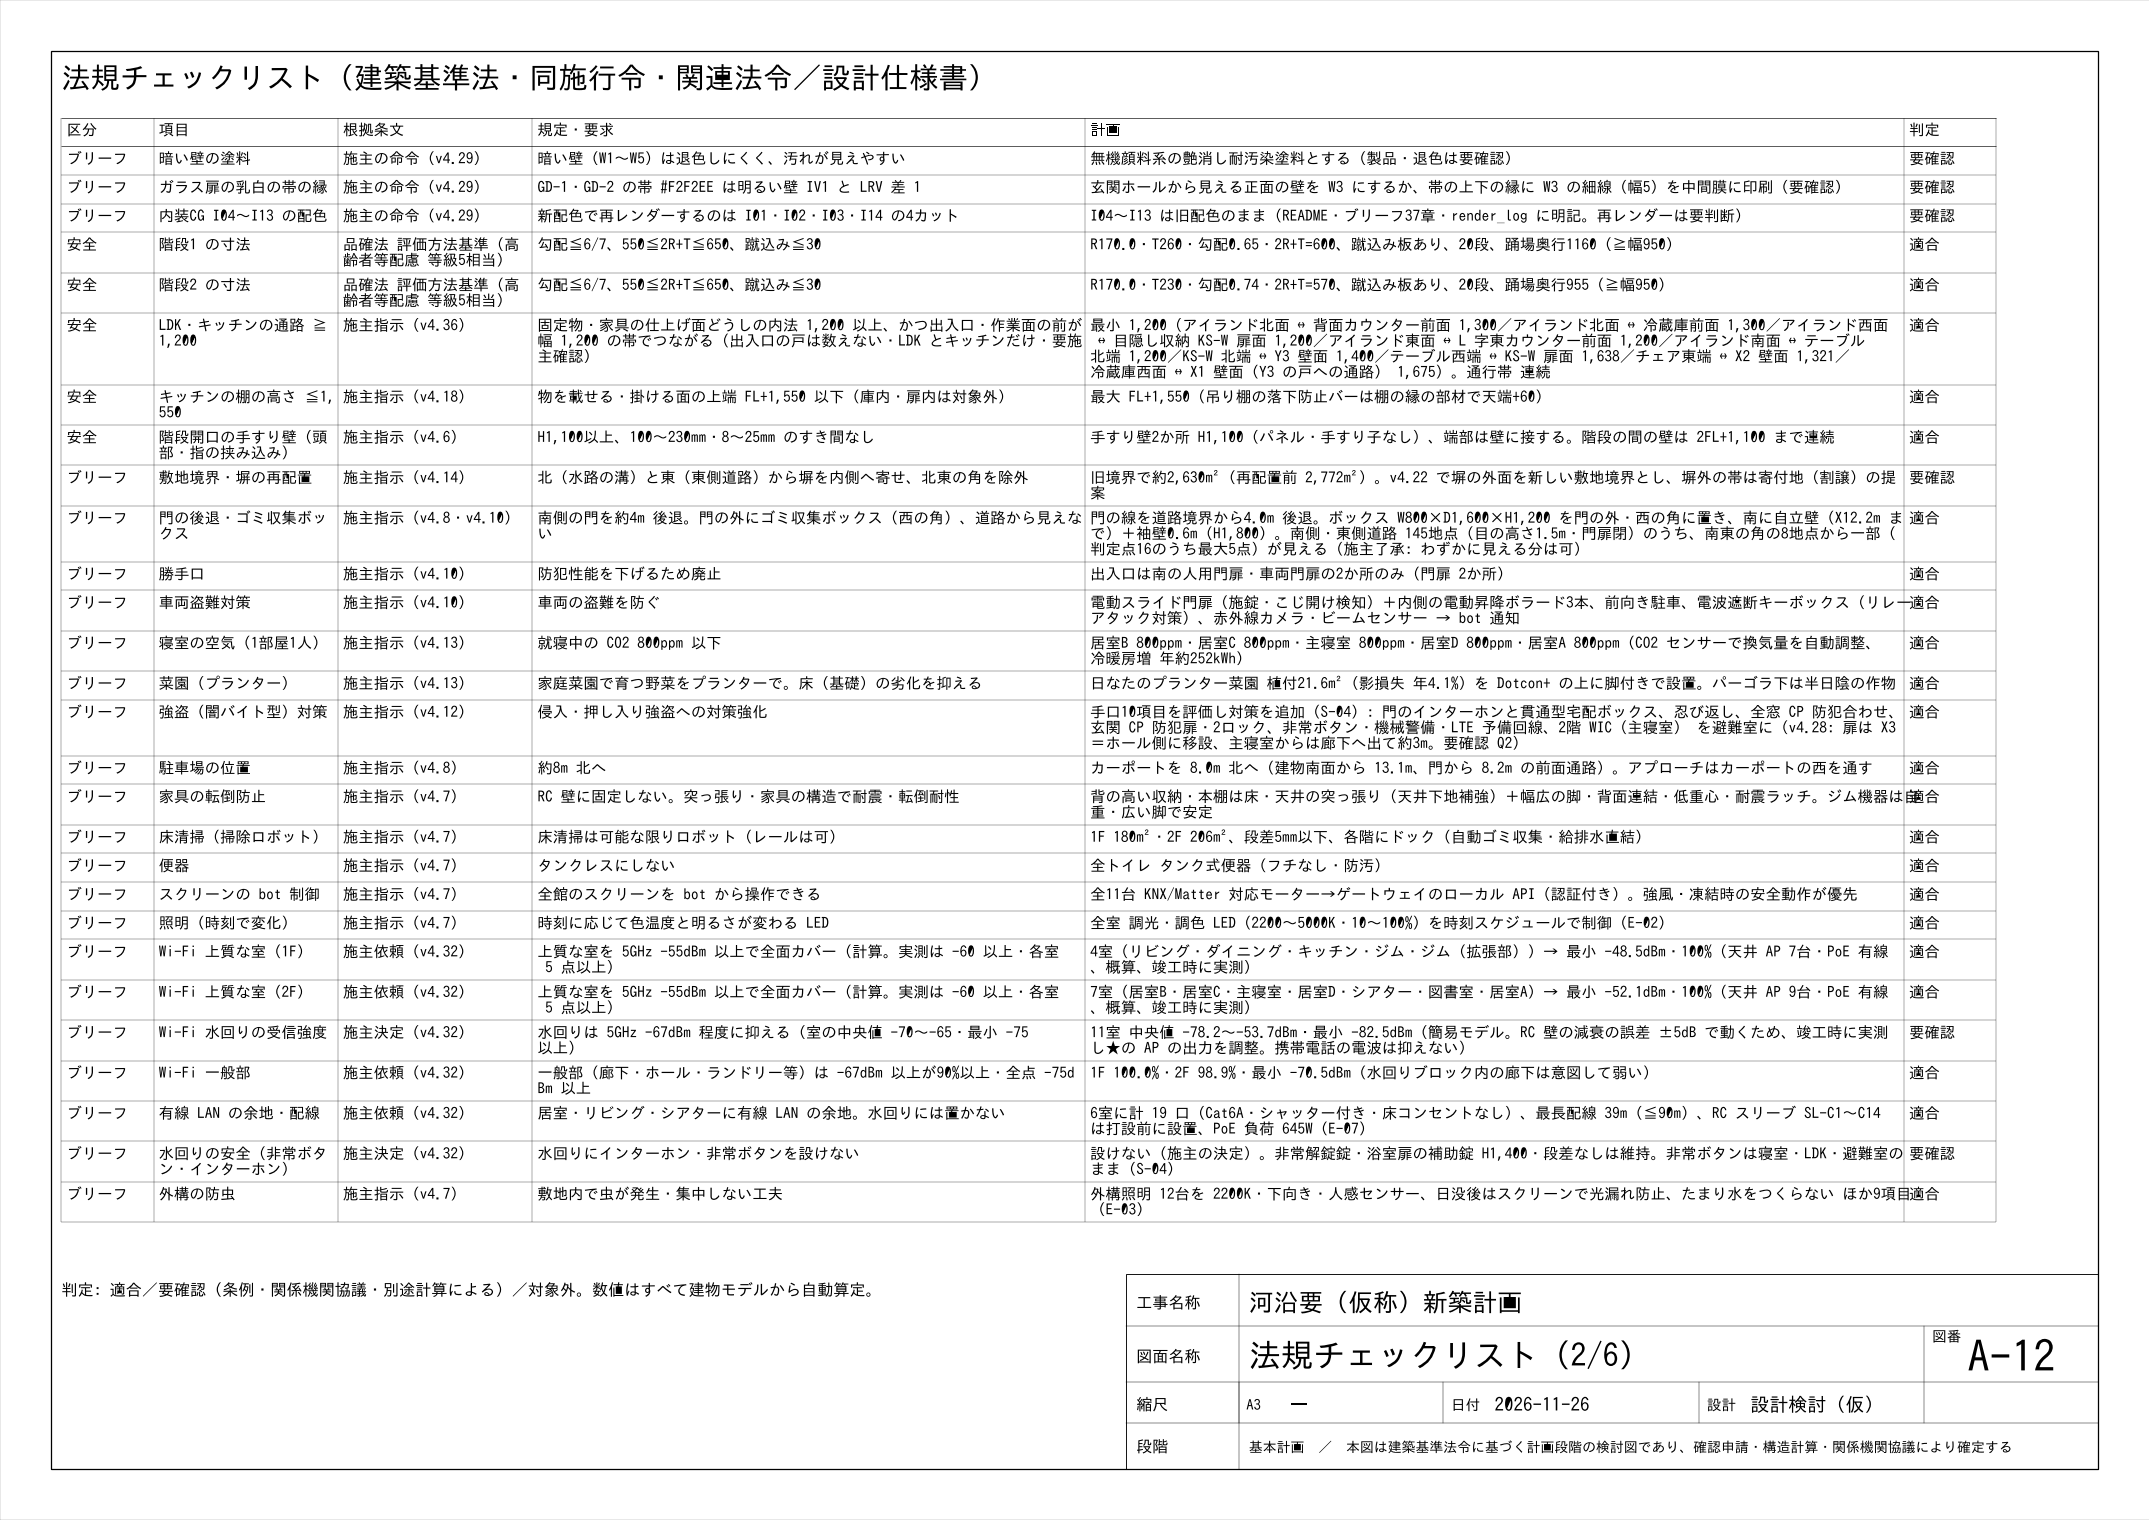 法規チェックリスト（建築基準法・同施行令・関連法令／設計仕様書）
区分 項目 根拠条文 規定・要求 計画 判定
ブリーフ 暗い壁の塗料 施主の命令（v4.29） 暗い壁（W1～W5）は退色しにくく、汚れが見えやすい 無機顔料系の艶消し耐汚染塗料とする（製品・退色は要確認） 要確認
ブリーフ ガラス扉の乳白の帯の縁 施主の命令（v4.29） GD-1・GD-2 の帯 #F2F2EE は明るい壁 IV1 と LRV 差 1 玄関ホールから見える正面の壁を W3 にするか、帯の上下の縁に W3 の細線（幅5）を中間膜に印刷（要確認） 要確認
ブリーフ 内装CG I04～I13 の配色 施主の命令（v4.29） 新配色で再レンダーするのは I01・I02・I03・I14 の4カット I04～I13 は旧配色のまま（README・ブリーフ37章・render_log に明記。再レンダーは要判断） 要確認
安全 階段1 の寸法 品確法 評価方法基準（高 勾配≦6/7、550≦2R+T≦650、蹴込み≦30 R170.0・T260・勾配0.65・2R+T=600、蹴込み板あり、20段、踊場奥行1160（≧幅950） 適合
齢者等配慮 等級5相当）
安全 階段2 の寸法 品確法 評価方法基準（高 勾配≦6/7、550≦2R+T≦650、蹴込み≦30 R170.0・T230・勾配0.74・2R+T=570、蹴込み板あり、20段、踊場奥行955（≧幅950） 適合
齢者等配慮 等級5相当）
安全 LDK・キッチンの通路 ≧ 施主指示（v4.36） 固定物・家具の仕上げ面どうしの内法 1,200 以上、かつ出入口・作業面の前が 最小 1,200（アイランド北面 ⇔ 背面カウンター前面 1,300／アイランド北面 ⇔ 冷蔵庫前面 1,300／アイランド西面 適合
1,200 幅 1,200 の帯でつながる（出入口の戸は数えない・LDK とキッチンだけ・要施 ⇔ 目隠し収納 KS-W 扉面 1,200／アイランド東面 ⇔ L 字東カウンター前面 1,200／アイランド南面 ⇔ テーブル
主確認） 北端 1,200／KS-W 北端 ⇔ Y3 壁面 1,400／テーブル西端 ⇔ KS-W 扉面 1,638／チェア東端 ⇔ X2 壁面 1,321／
冷蔵庫西面 ⇔ X1 壁面（Y3 の戸への通路） 1,675）。通行帯 連続
安全 キッチンの棚の高さ ≦1, 施主指示（v4.18） 物を載せる・掛ける面の上端 FL+1,550 以下（庫内・扉内は対象外） 最大 FL+1,550（吊り棚の落下防止バーは棚の縁の部材で天端+60） 適合
550
安全 階段開口の手すり壁（頭 施主指示（v4.6） H1,100以上、100～230mm・8～25mm のすき間なし 手すり壁2か所 H1,100（パネル・手すり子なし）、端部は壁に接する。階段の間の壁は 2FL+1,100 まで連続 適合
部・指の挟み込み）
ブリーフ 敷地境界・塀の再配置 施主指示（v4.14） 北（水路の溝）と東（東側道路）から塀を内側へ寄せ、北東の角を除外 旧境界で約2,630m²（再配置前 2,772m²）。v4.22 で塀の外面を新しい敷地境界とし、塀外の帯は寄付地（割譲）の提 要確認
案
ブリーフ 門の後退・ゴミ収集ボッ 施主指示（v4.8・v4.10） 南側の門を約4m 後退。門の外にゴミ収集ボックス（西の角）、道路から見えな 門の線を道路境界から4.0m 後退。ボックス W800×D1,600×H1,200 を門の外・西の角に置き、南に自立壁（X12.2m ま 適合
クス い で）＋袖壁0.6m（H1,800）。南側・東側道路 145地点（目の高さ1.5m・門扉閉）のうち、南東の角の8地点から一部（
判定点16のうち最大5点）が見える（施主了承: わずかに見える分は可）
ブリーフ 勝手口 施主指示（v4.10） 防犯性能を下げるため廃止 出入口は南の人用門扉・車両門扉の2か所のみ（門扉 2か所） 適合
ブリーフ 車両盗難対策 施主指示（v4.10） 車両の盗難を防ぐ 電動スライド門扉（施錠・こじ開け検知）＋内側の電動昇降ボラード3本、前向き駐車、電波遮断キーボックス（リレー 適合
アタック対策）、赤外線カメラ・ビームセンサー → bot 通知
ブリーフ 寝室の空気（1部屋1人） 施主指示（v4.13） 就寝中の CO2 800ppm 以下 居室B 800ppm・居室C 800ppm・主寝室 800ppm・居室D 800ppm・居室A 800ppm（CO2 センサーで換気量を自動調整、 適合
冷暖房増 年約252kWh）
ブリーフ 菜園（プランター） 施主指示（v4.13） 家庭菜園で育つ野菜をプランターで。床（基礎）の劣化を抑える 日なたのプランター菜園 植付21.6m²（影損失 年4.1%）を Dotcon+ の上に脚付きで設置。パーゴラ下は半日陰の作物 適合
ブリーフ 強盗（闇バイト型）対策 施主指示（v4.12） 侵入・押し入り強盗への対策強化 手口10項目を評価し対策を追加（S-04）: 門のインターホンと貫通型宅配ボックス、忍び返し、全窓 CP 防犯合わせ、 適合
玄関 CP 防犯扉・2ロック、非常ボタン・機械警備・LTE 予備回線、2階 WIC（主寝室） を避難室に（v4.28: 扉は X3
＝ホール側に移設、主寝室からは廊下へ出て約3m。要確認 Q2）
ブリーフ 駐車場の位置 施主指示（v4.8） 約8m 北へ カーポートを 8.0m 北へ（建物南面から 13.1m、門から 8.2m の前面通路）。アプローチはカーポートの西を通す 適合
ブリーフ 家具の転倒防止 施主指示（v4.7） RC 壁に固定しない。突っ張り・家具の構造で耐震・転倒耐性 背の高い収納・本棚は床・天井の突っ張り（天井下地補強）＋幅広の脚・背面連結・低重心・耐震ラッチ。ジム機器は自 適合
重・広い脚で安定
ブリーフ 床清掃（掃除ロボット） 施主指示（v4.7） 床清掃は可能な限りロボット（レールは可） 1F 180m²・2F 206m²、段差5mm以下、各階にドック（自動ゴミ収集・給排水直結） 適合
ブリーフ 便器 施主指示（v4.7） タンクレスにしない 全トイレ タンク式便器（フチなし・防汚） 適合
ブリーフ スクリーンの bot 制御 施主指示（v4.7） 全館のスクリーンを bot から操作できる 全11台 KNX/Matter 対応モーター→ゲートウェイのローカル API（認証付き）。強風・凍結時の安全動作が優先 適合
ブリーフ 照明（時刻で変化） 施主指示（v4.7） 時刻に応じて色温度と明るさが変わる LED 全室 調光・調色 LED（2200～5000K・10～100%）を時刻スケジュールで制御（E-02） 適合
ブリーフ Wi-Fi 上質な室（1F） 施主依頼（v4.32） 上質な室を 5GHz -55dBm 以上で全面カバー（計算。実測は -60 以上・各室 4室（リビング・ダイニング・キッチン・ジム・ジム（拡張部））→ 最小 -48.5dBm・100%（天井 AP 7台・PoE 有線 適合
5 点以上） 、概算、竣工時に実測）
ブリーフ Wi-Fi 上質な室（2F） 施主依頼（v4.32） 上質な室を 5GHz -55dBm 以上で全面カバー（計算。実測は -60 以上・各室 7室（居室B・居室C・主寝室・居室D・シアター・図書室・居室A）→ 最小 -52.1dBm・100%（天井 AP 9台・PoE 有線 適合
5 点以上） 、概算、竣工時に実測）
ブリーフ Wi-Fi 水回りの受信強度 施主決定（v4.32） 水回りは 5GHz -67dBm 程度に抑える（室の中央値 -70～-65・最小 -75 11室 中央値 -78.2～-53.7dBm・最小 -82.5dBm（簡易モデル。RC 壁の減衰の誤差 ±5dB で動くため、竣工時に実測 要確認
以上） し★の AP の出力を調整。携帯電話の電波は抑えない）
ブリーフ Wi-Fi 一般部 施主依頼（v4.32） 一般部（廊下・ホール・ランドリー等）は -67dBm 以上が90%以上・全点 -75d 1F 100.0%・2F 98.9%・最小 -70.5dBm（水回りブロック内の廊下は意図して弱い） 適合
Bm 以上
ブリーフ 有線 LAN の余地・配線 施主依頼（v4.32） 居室・リビング・シアターに有線 LAN の余地。水回りには置かない 6室に計 19 口（Cat6A・シャッター付き・床コンセントなし）、最長配線 39m（≦90m）、RC スリーブ SL-C1～C14 適合
は打設前に設置、PoE 負荷 645W（E-07）
ブリーフ 水回りの安全（非常ボタ 施主決定（v4.32） 水回りにインターホン・非常ボタンを設けない 設けない（施主の決定）。非常解錠錠・浴室扉の補助錠 H1,400・段差なしは維持。非常ボタンは寝室・LDK・避難室の 要確認
ン・インターホン） まま（S-04）
ブリーフ 外構の防虫 施主指示（v4.7） 敷地内で虫が発生・集中しない工夫 外構照明 12台を 2200K・下向き・人感センサー、日没後はスクリーンで光漏れ防止、たまり水をつくらない ほか9項目 適合
（E-03）
判定: 適合／要確認（条例・関係機関協議・別途計算による）／対象外。数値はすべて建物モデルから自動算定。
工事名称 河沿要（仮称）新築計画
図面名称 法規チェックリスト（2/6） 図番 A-12
縮尺 A3 — 日付 2026-11-26 設計 設計検討（仮）
段階 基本計画 ／ 本図は建築基準法令に基づく計画段階の検討図であり、確認申請・構造計算・関係機関協議により確定する